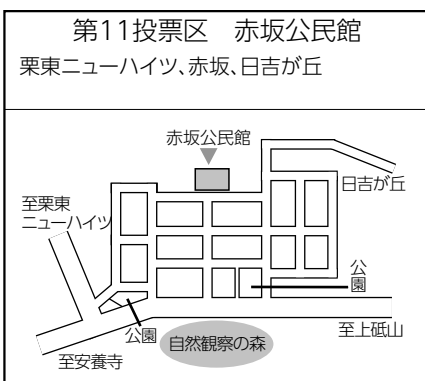 第11投票区　赤坂公民館
栗東ニューハイツ、赤坂、日吉が丘
赤坂公民館
日吉が丘
至栗東
ニューハイツ
公園
公園
自然観察の森
至上砥山
至安養寺